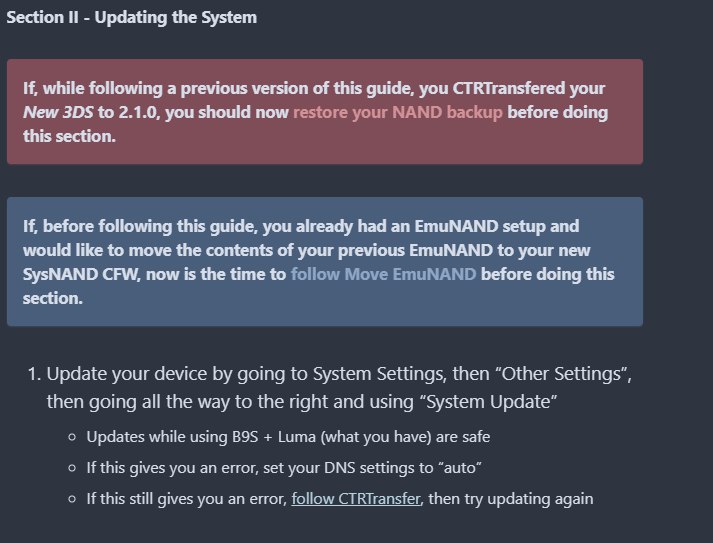 Section II - Updating the System
If, while following a previous version of this guide, you CTRTransfered your
New 3DS to 2.1.0, you should now restore your NAND backup before doing
this section.
If, before following this guide, you already had an EmuNAND setup and
would like to move the contents of your previous EmuNAND to your new
SysNAND CFW, now is the time to follow Move EmuNAND before doing this
section.
1. Update your device by going to System Settings, then “Other Settings”,
then going all the way to the right and using “System Update”
○ Updates while using B9S + Luma (what you have) are safe
○ If this gives you an error, set your DNS settings to “auto”
○ If this still gives you an error, follow CTRTransfer, then try updating again